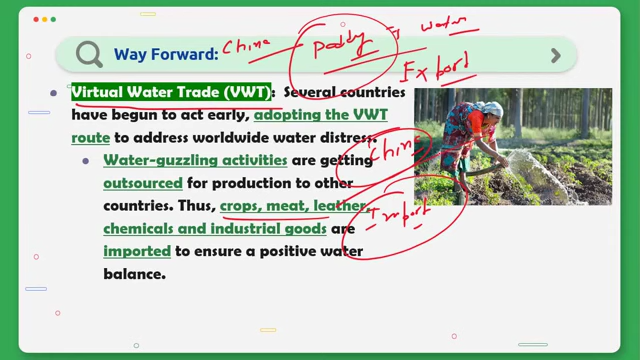 Way Forward:
China
paddy
water
Export
Virtual Water Trade (VWT): Several countries
have begun to act early, adopting the VWT
route to address worldwide water distress.
China
Water-guzzling activities are getting
outsourced for production to other
countries. Thus, crops, meat, leather,
Import
chemicals and industrial goods are
imported to ensure a positive water
balance.